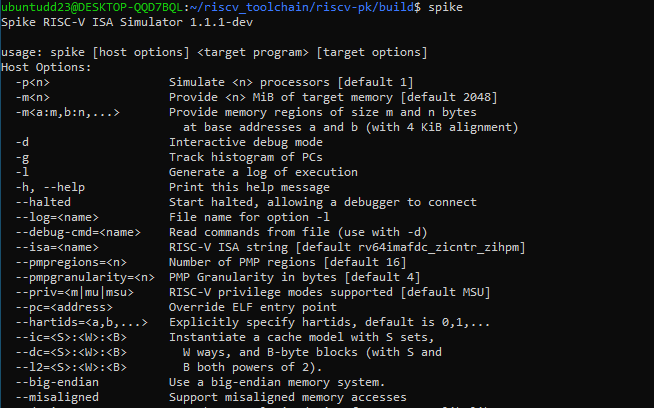 ubuntudd23@DESKTOP-QQD7BQL:~/riscv_toolchain/riscv-pk/build$ spike
Spike RISC-V ISA Simulator 1.1.1-dev

usage: spike [host options] <target program> [target options]
Host Options:
  -p<n>                 Simulate <n> processors [default 1]
  -m<n>                 Provide <n> MiB of target memory [default 2048]
  -m<a:m,b:n,...>       Provide memory regions of size m and n bytes
                          at base addresses a and b (with 4 KiB alignment)
  -d                    Interactive debug mode
  -g                    Track histogram of PCs
  -l                    Generate a log of execution
  -h, --help            Print this help message
  --halted              Start halted, allowing a debugger to connect
  --log=<name>          File name for option -l
  --debug-cmd=<name>    Read commands from file (use with -d)
  --isa=<name>          RISC-V ISA string [default rv64imafdc_zicntr_zihpm]
  --pmpregions=<n>      Number of PMP regions [default 16]
  --pmpgranularity=<n>  PMP Granularity in bytes [default 4]
  --priv=<m|mu|msu>     RISC-V privilege modes supported [default MSU]
  --pc=<address>        Override ELF entry point
  --hartids=<a,b,...>   Explicitly specify hartids, default is 0,1,...
  --ic=<S>:<W>:<B>      Instantiate a cache model with S sets,
  --dc=<S>:<W>:<B>        W ways, and B-byte blocks (with S and
  --l2=<S>:<W>:<B>        B both powers of 2).
  --big-endian          Use a big-endian memory system.
  --misaligned          Support misaligned memory accesses